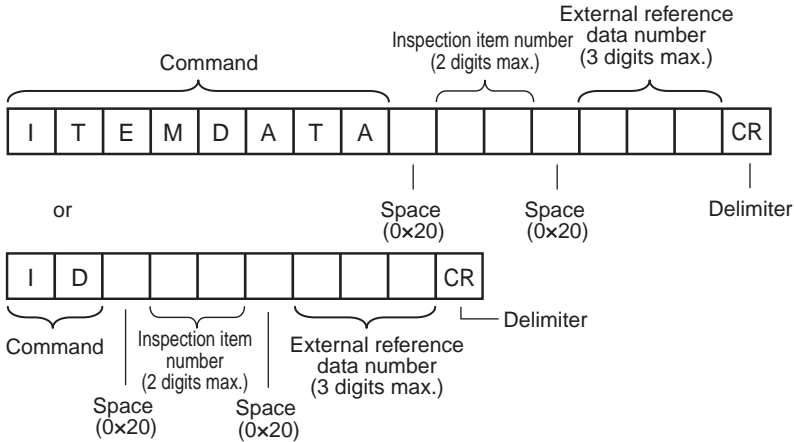 External reference
data number
(3 digits max.)
Inspection item number
(2 digits max.)
Command
I T E M D A T A CR
or
Space
(0×20)
Space
(0×20)
Delimiter
I D CR
Delimiter
Command
Inspection item
number
(2 digits max.)
External reference
data number
(3 digits max.)
Space
(0×20)
Space
(0×20)